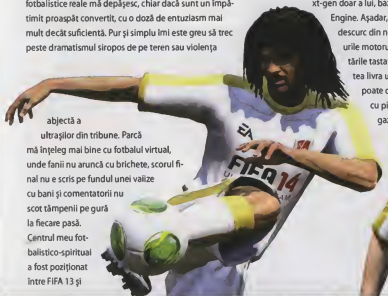 fotbalistice reale mă depășesc, chiar dacă sunt un împă-
timit proaspăt convertit, cu o doză de entuziasm mai
mult decât suficientă. Pur și simplu îmi este greu să trec
peste dramatismul siropos de pe teren sau violența
abjectă a
ultrașilor din tribune. Parcă
mă înțeleg mai bine cu fotbalul virtual,
unde fanii nu aruncă cu brichete, scorul fi-
nal nu e scris pe fundul unei valize
cu bani și comentatorii nu
scot tâmpenii pe gură
la fiecare pasă.
Centrul meu fot-
balistico-spiritual
a fost poziționat
între FIFA 13 și
xt-gen doar a lui, baz
Engine. Așadar,
descurc din n
urile motoru
tările tasta
tea livra u
poate c
cu pi
gaz
EA
FIFA 14